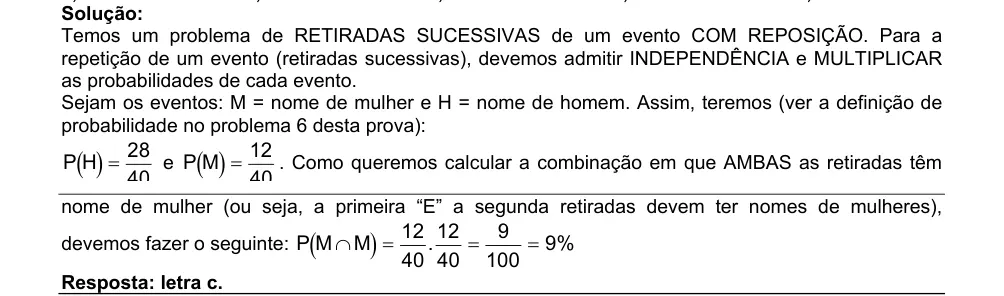 Solução:
Temos um problema de RETIRADAS SUCESSIVAS de um evento COM REPOSIÇÃO. Para a
repetição de um evento (retiradas sucessivas), devemos admitir INDEPENDÊNCIA e MULTIPLICAR
as probabilidades de cada evento.
Sejam os eventos: M = nome de mulher e H = nome de homem. Assim, teremos (ver a definição de
probabilidade no problema 6 desta prova):
P(H) = 28/40 e P(M) = 12/40. Como queremos calcular a combinação em que AMBAS as retiradas têm
nome de mulher (ou seja, a primeira “E” a segunda retiradas devem ter nomes de mulheres),
devemos fazer o seguinte: P(M ∩ M) = 12/40 . 12/40 = 9/100 = 9%
Resposta: letra c.